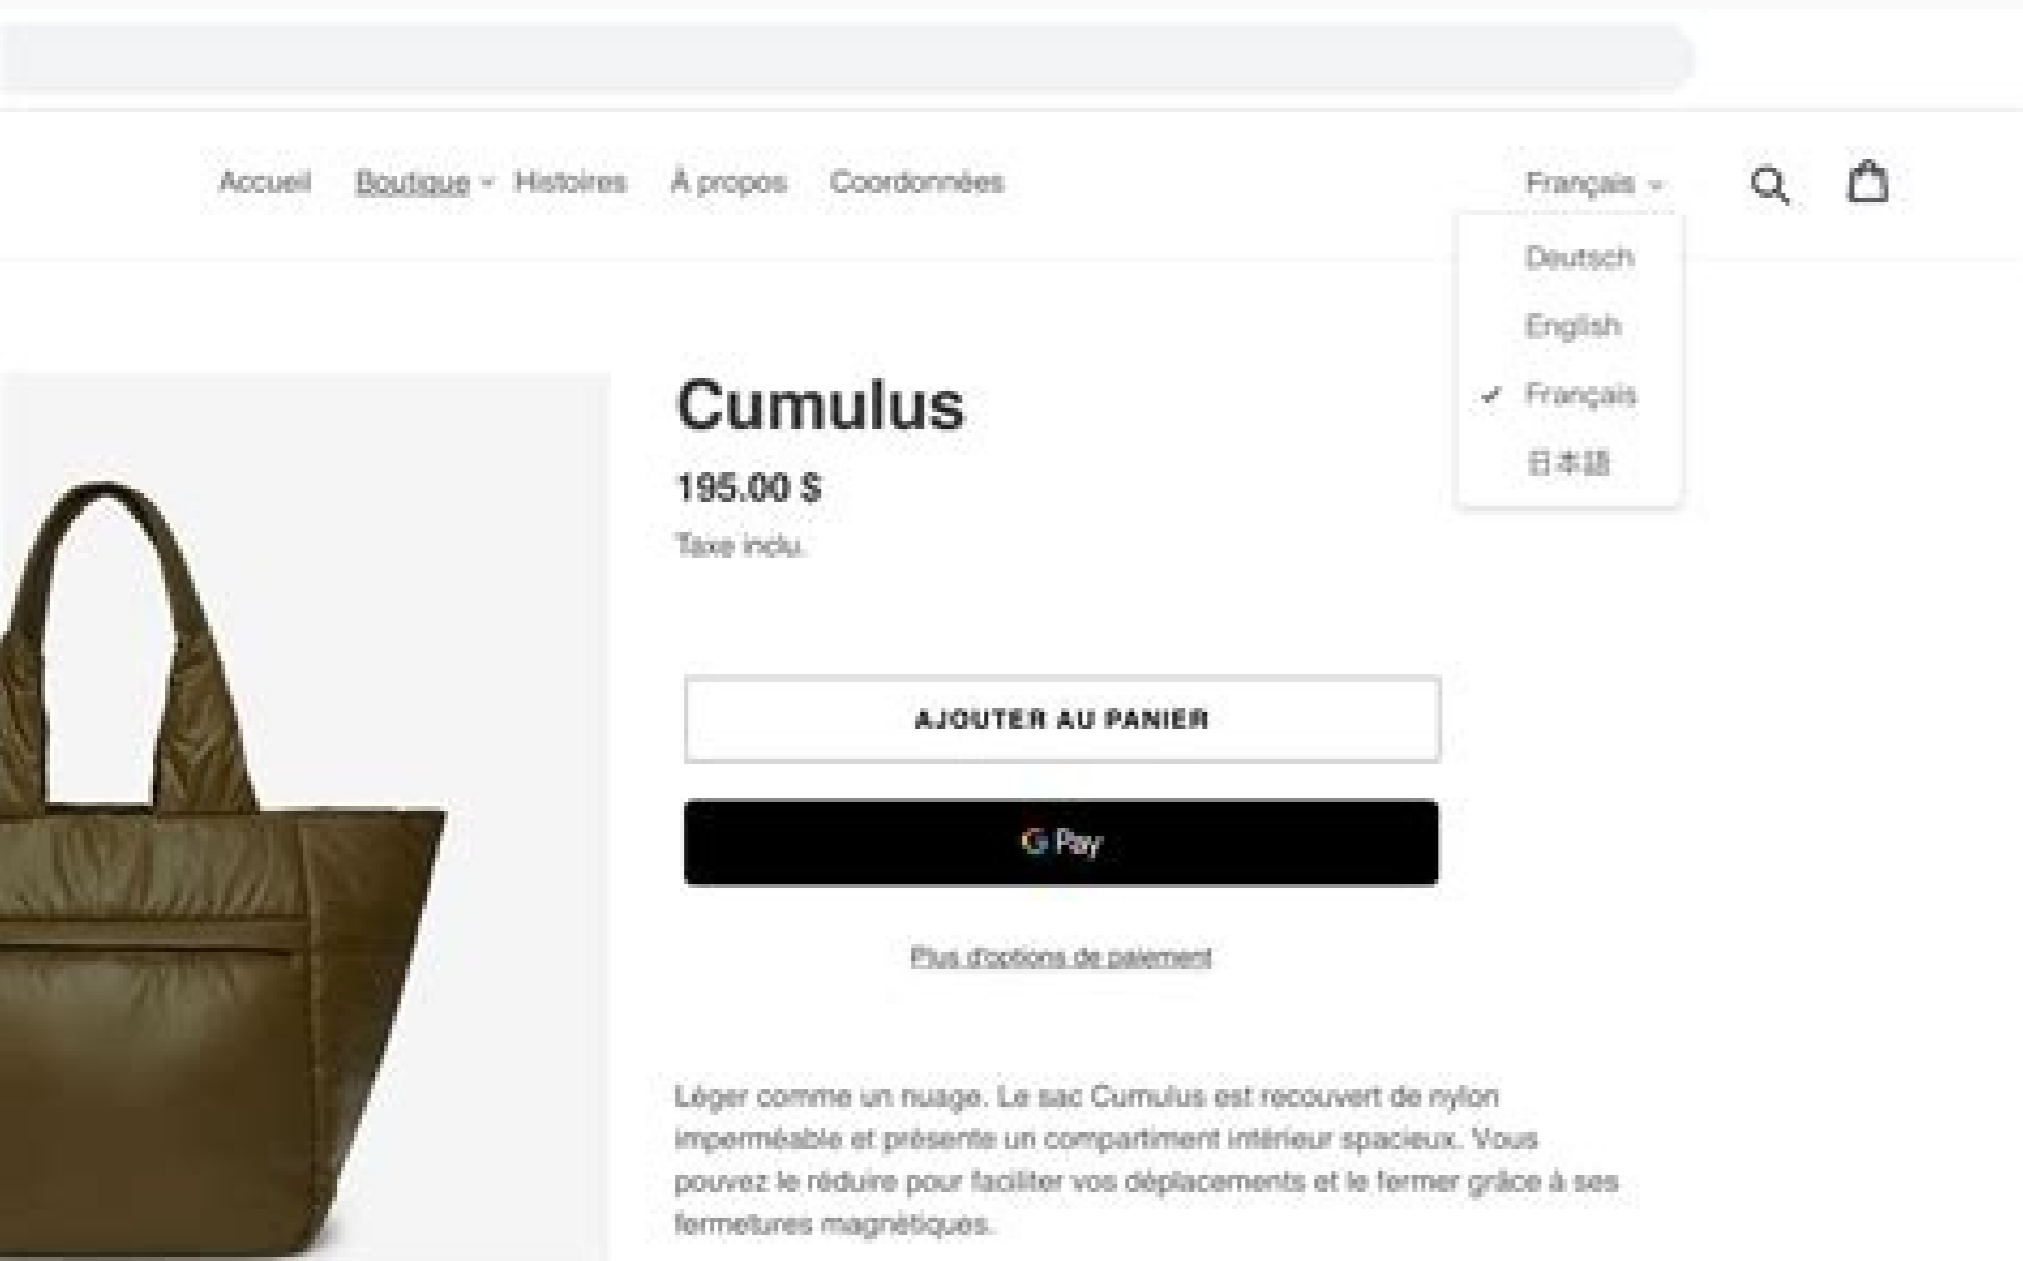 Accueil Boutique Histoires À propos Coordonnées Français
Deutsch
English
Français
日本語
Cumulus
195.00 $
Taxe inclu.
AJOUTER AU PANIER
G Pay
Plus d'options de paiement
Léger comme un nuage. Le sac Cumulus est recouvert de nylon
imperméable et présente un compartiment intérieur spacieux. Vous
pouvez le réduire pour faciliter vos déplacements et le fermer grâce à ses
fermetures magnétiques.